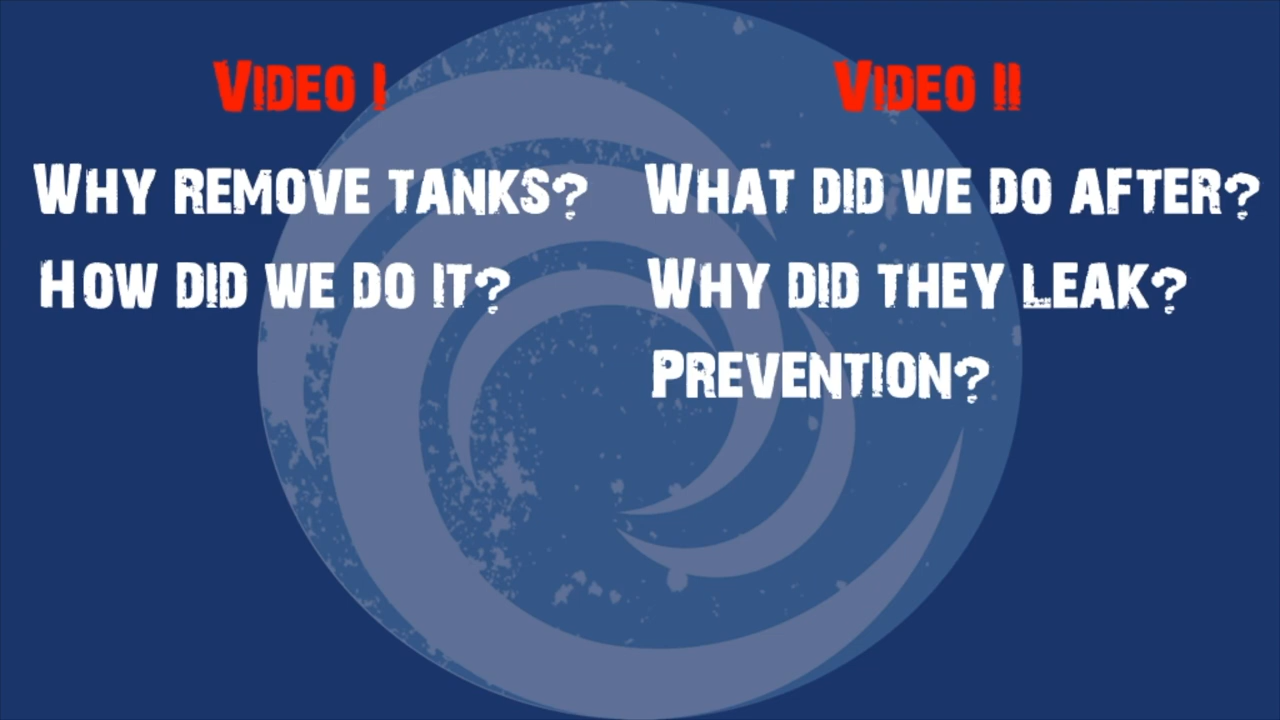 Video I
Why remove tanks?
How did we do it?
Video II
What did we do after?
Why did they leak?
Prevention?